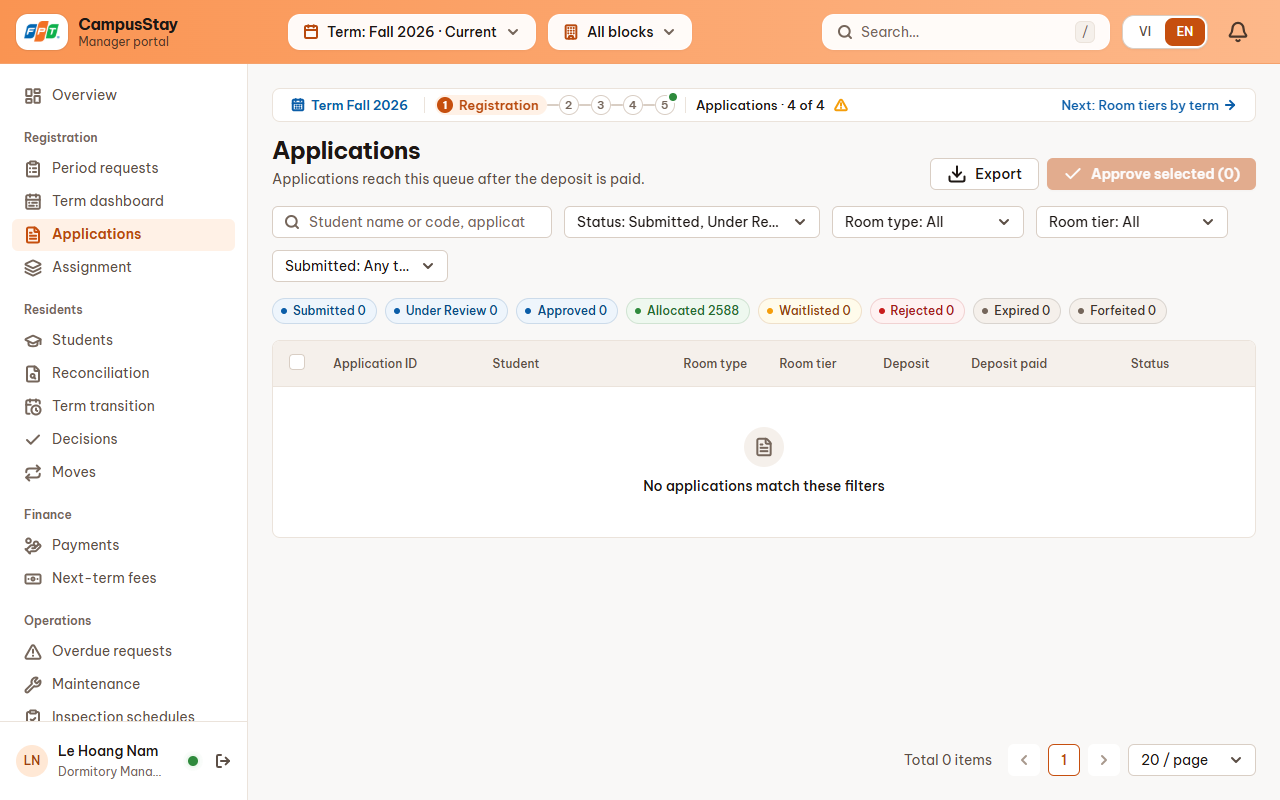 FPT
CampusStay
Manager portal
Term: Fall 2026 · Current
All blocks
Search...
/
VI
EN
Overview
Registration
Period requests
Term dashboard
Applications
Assignment
Residents
Students
Reconciliation
Term transition
Decisions
Moves
Finance
Payments
Next-term fees
Operations
Overdue requests
Maintenance
Inspection schedules
LN
Le Hoang Nam
Dormitory Mana...
Term Fall 2026
1 Registration
2
3
4
5
Applications · 4 of 4
Next: Room tiers by term
Applications
Applications reach this queue after the deposit is paid.
Export
Approve selected (0)
Student name or code, applicat
Status: Submitted, Under Re...
Room type: All
Room tier: All
Submitted: Any t...
Submitted 0
Under Review 0
Approved 0
Allocated 2588
Waitlisted 0
Rejected 0
Expired 0
Forfeited 0
Application ID
Student
Room type
Room tier
Deposit
Deposit paid
Status
No applications match these filters
Total 0 items
1
20 / page